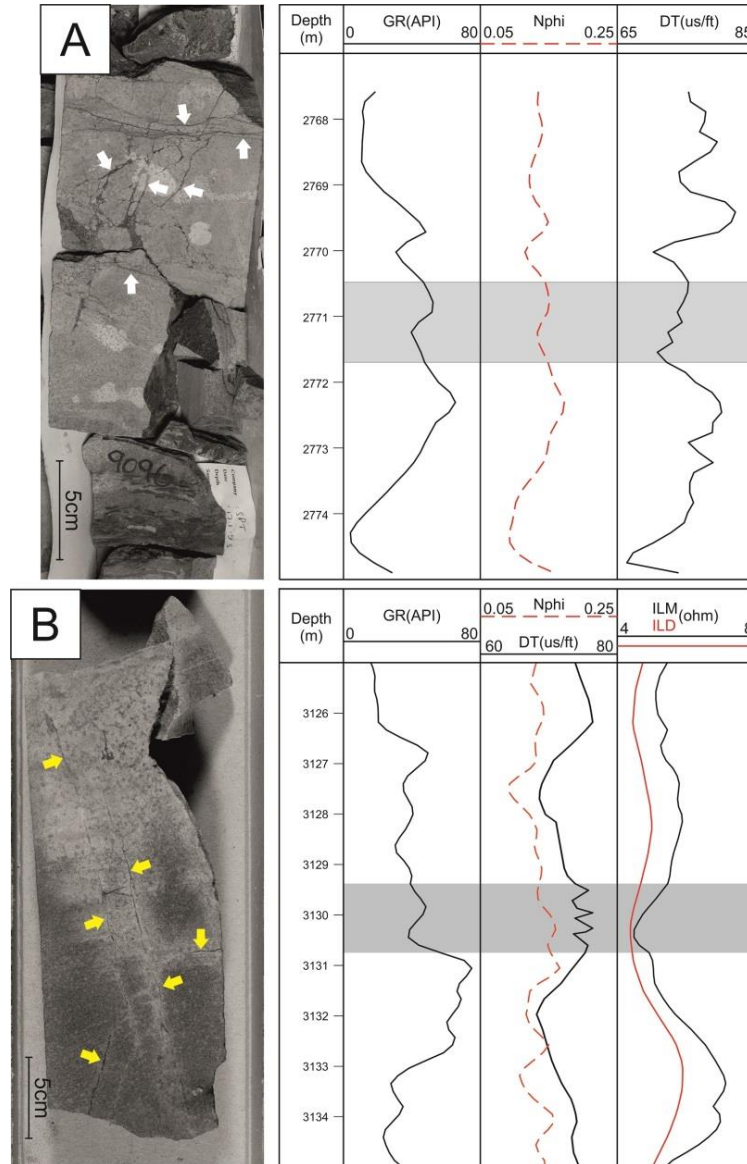 A
Depth
(m)
GR(API)
0 80
Nphi
0.05 0.25
DT(us/ft)
65 85
2768
2769
2770
2771
2772
2773
2774
9096
5cm
B
Depth
(m)
GR(API)
0 80
Nphi
0.05 0.25
DT(us/ft)
60 80
ILM
ILD
(ohm)
4 8
3126
3127
3128
3129
3130
3131
3132
3133
3134
5cm